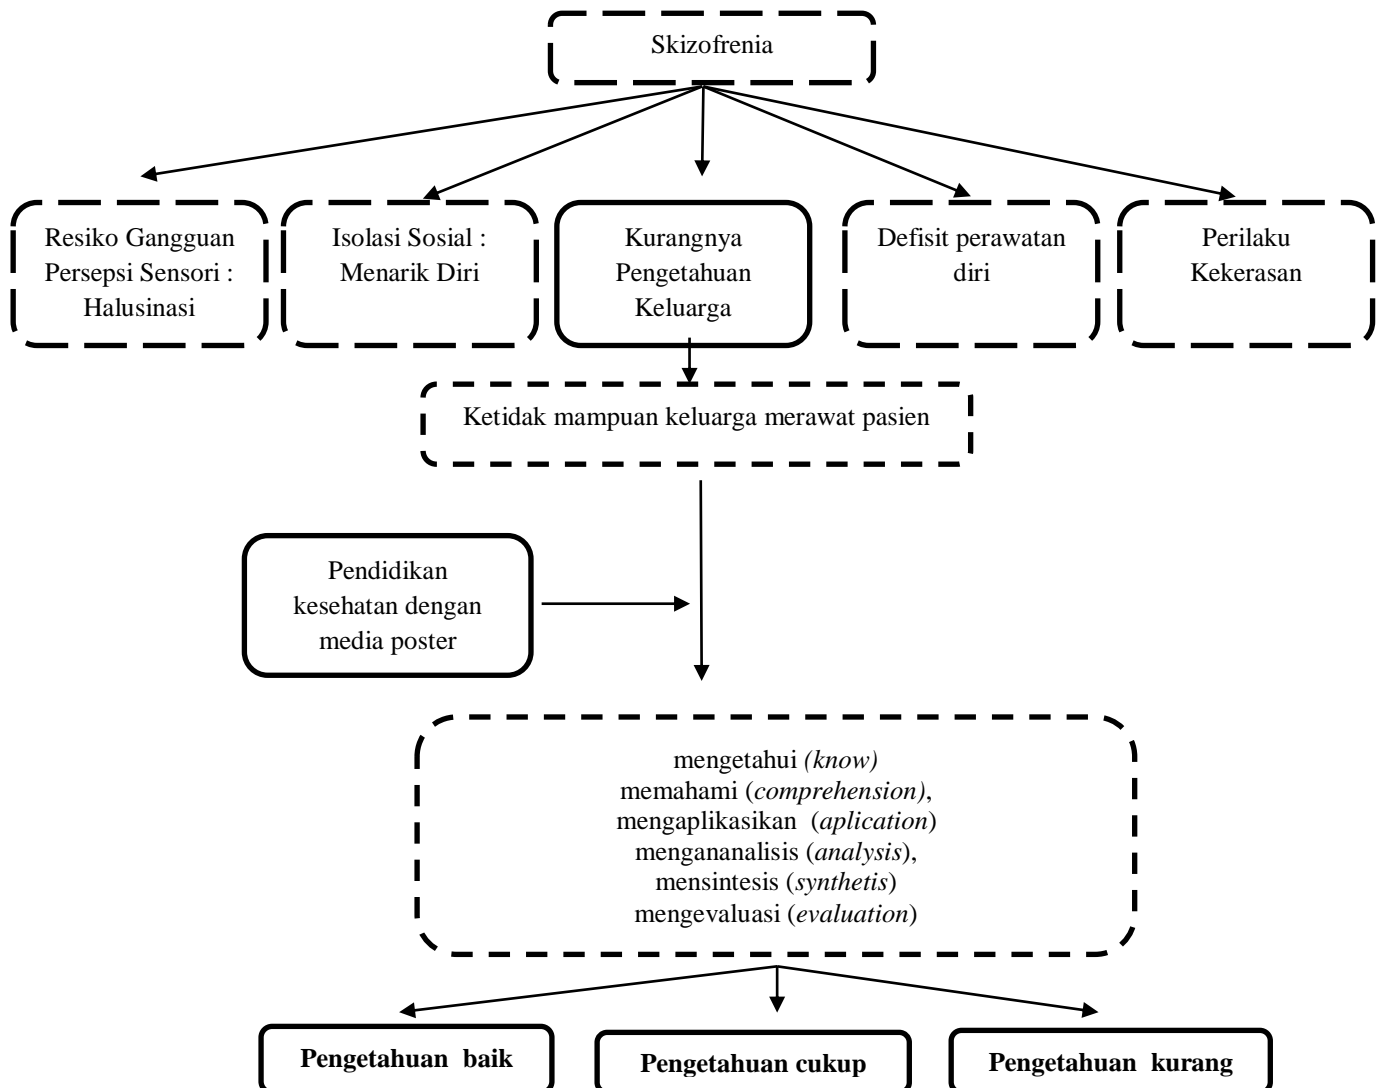 Skizofrenia
Resiko Gangguan
Persepsi Sensori :
Halusinasi
Isolasi Sosial :
Menarik Diri
Kurangnya
Pengetahuan
Keluarga
Defisit perawatan
diri
Perilaku
Kekerasan
Ketidak mampuan keluarga merawat pasien
Pendidikan
kesehatan dengan
media poster
mengetahui (know)
memahami (comprehension),
mengaplikasikan (aplication)
mengananalisis (analysis),
mensintesis (synthetis)
mengevaluasi (evaluation)
Pengetahuan baik
Pengetahuan cukup
Pengetahuan kurang